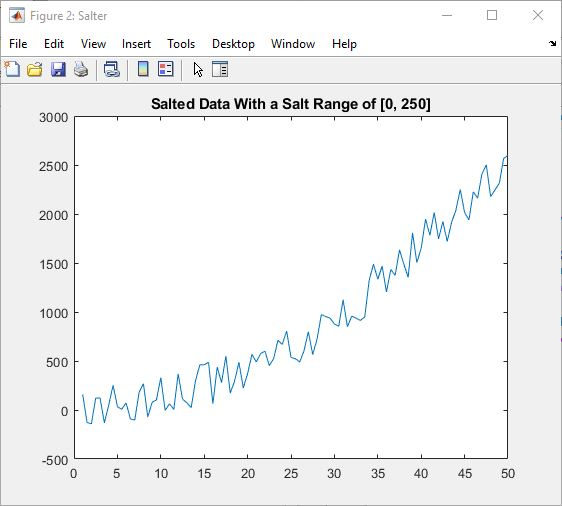 Figure 2: Salter
File Edit View Insert Tools Desktop Window Help
Salted Data With a Salt Range of [0, 250]
3000
2500
2000
1500
1000
500
0
-500
0 5 10 15 20 25 30 35 40 45 50